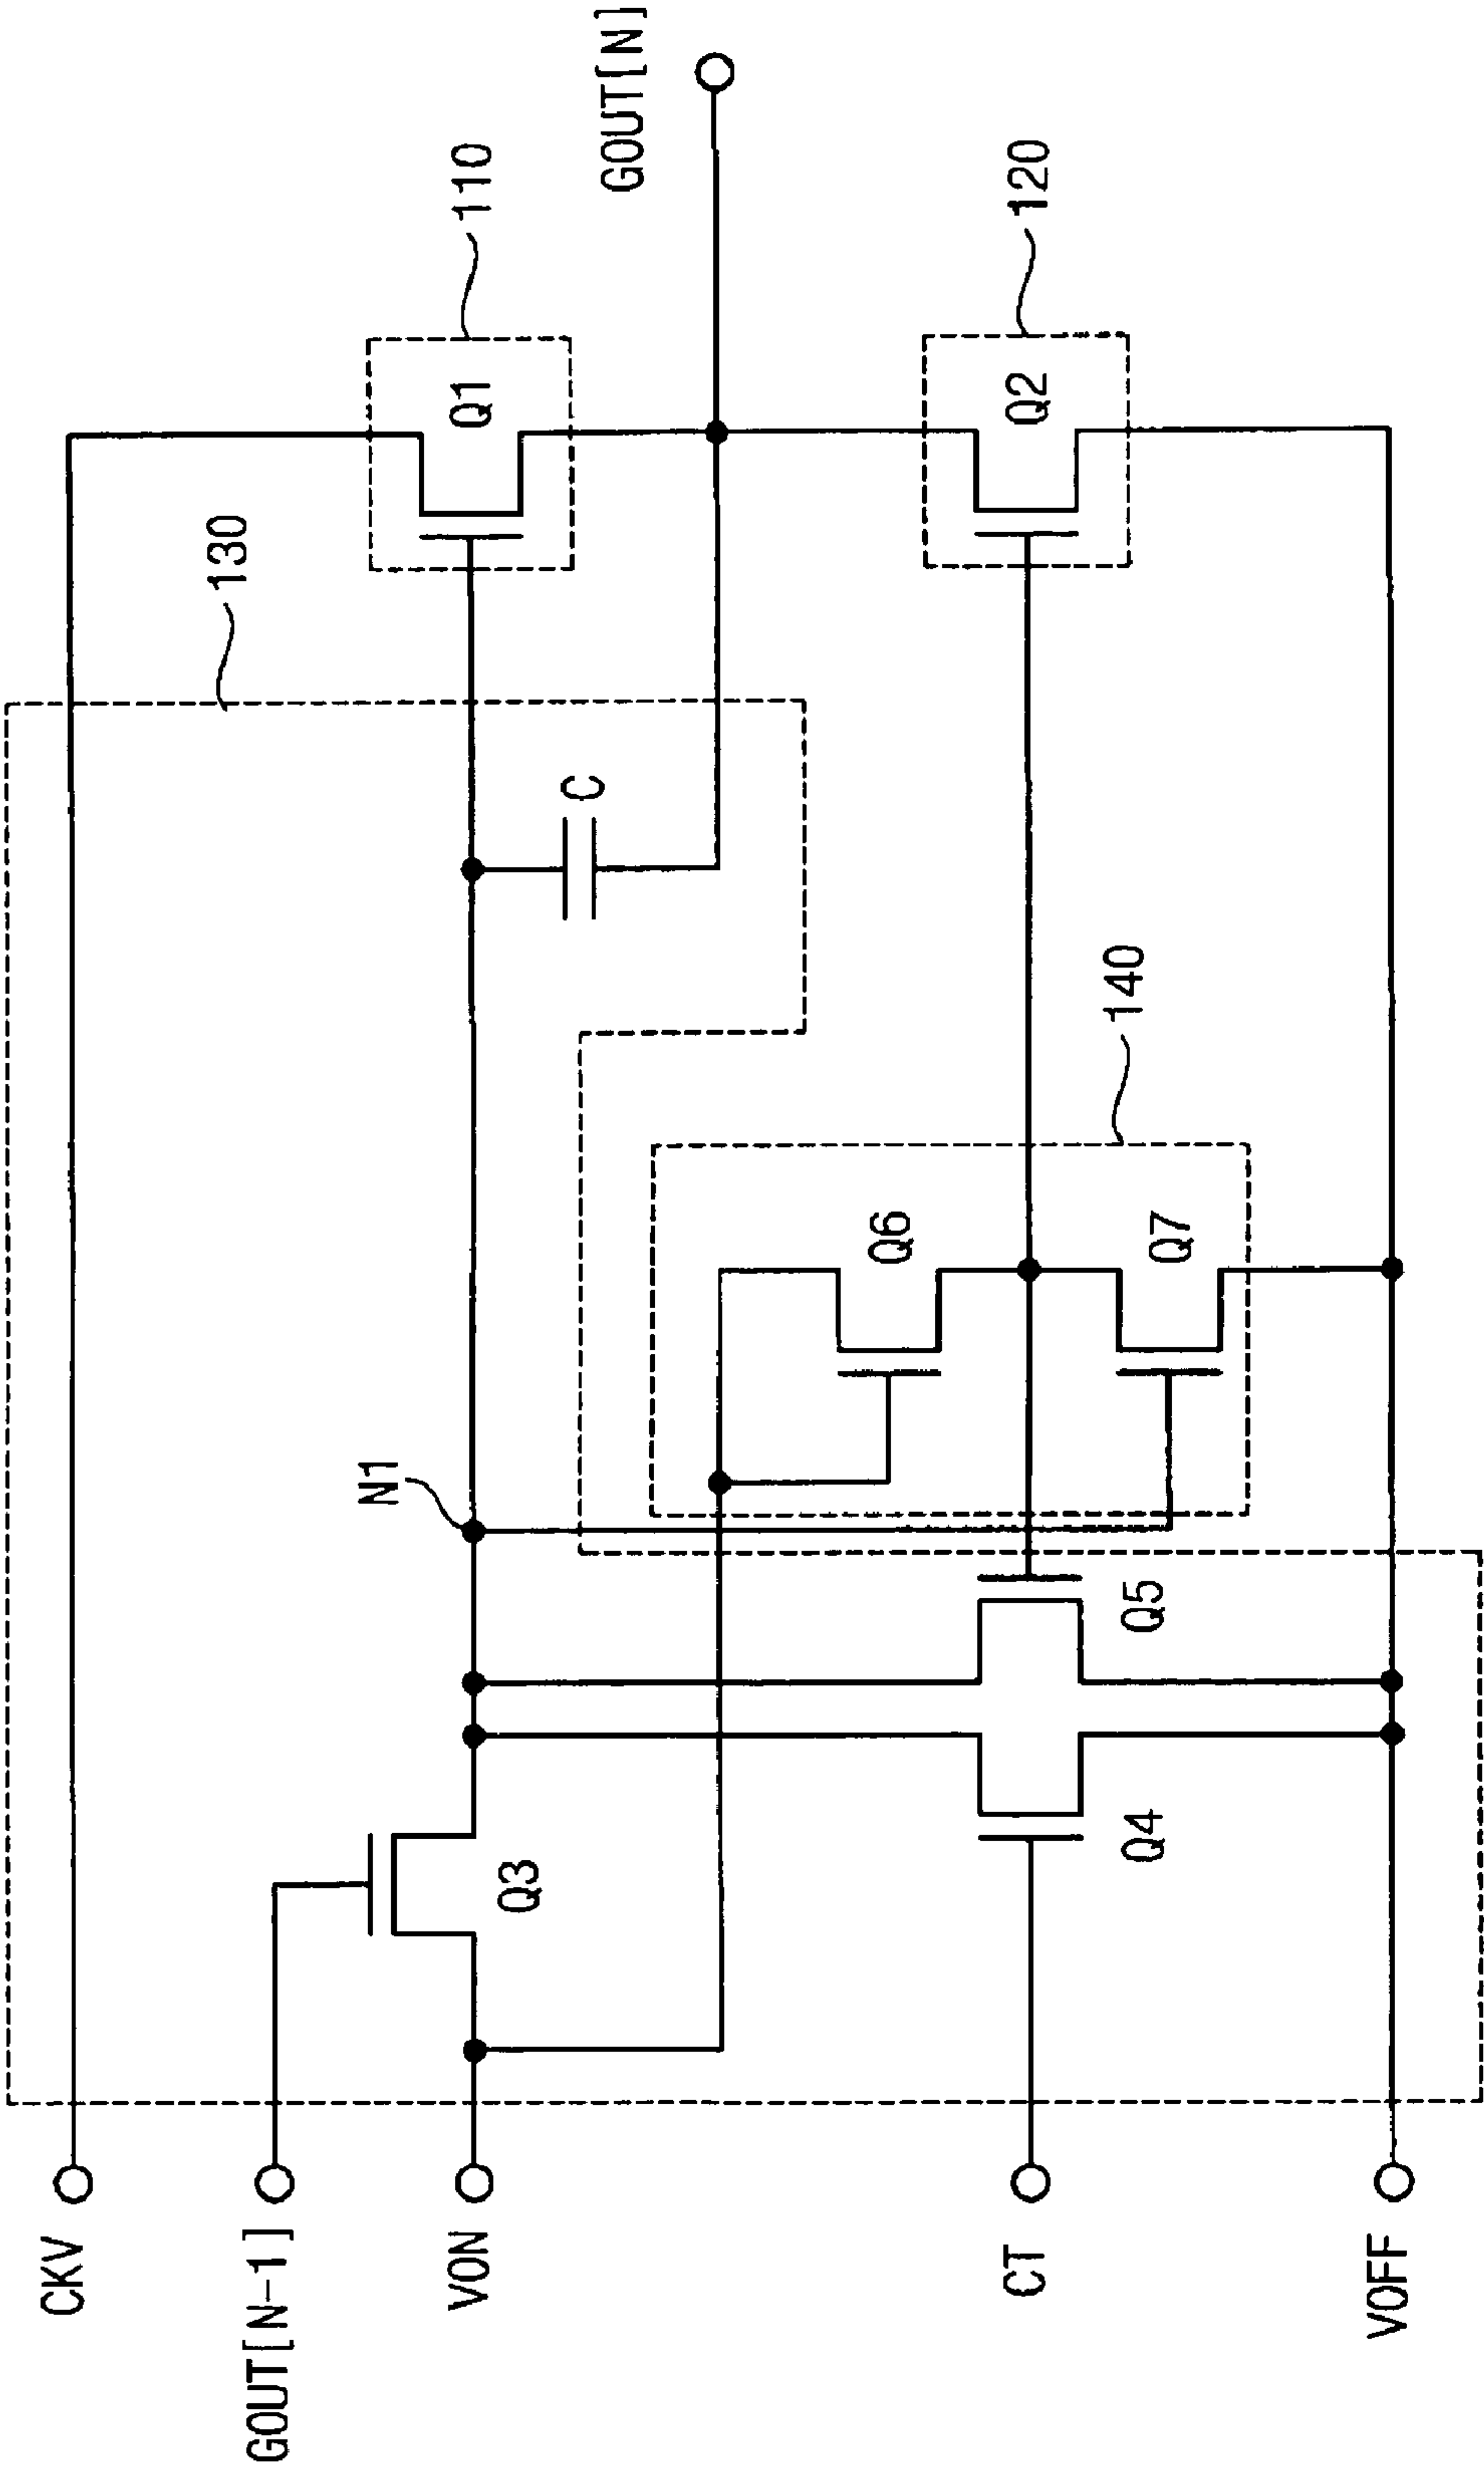 CKV
GOUT[N-1]
VON
CT
VOFF
130
110
Q1
GOUT[N]
120
Q2
C
140
Q6
Q7
N1
Q3
Q5
Q4